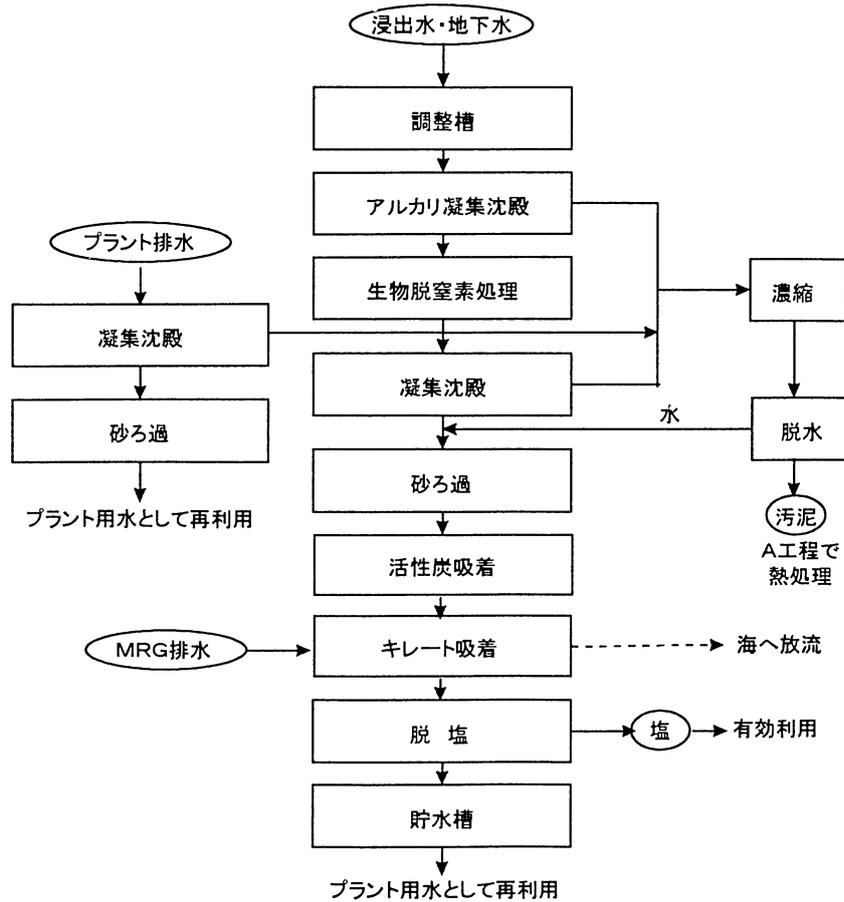 浸出水・地下水
調整槽
アルカリ凝集沈殿
プラント排水
生物脱窒素処理
濃縮
凝集沈殿
凝集沈殿
水
脱水
砂ろ過
砂ろ過
汚泥
プラント用水として再利用
A工程で
熱処理
活性炭吸着
MRG排水
キレート吸着
海へ放流
脱 塩
塩
有効利用
貯水槽
プラント用水として再利用